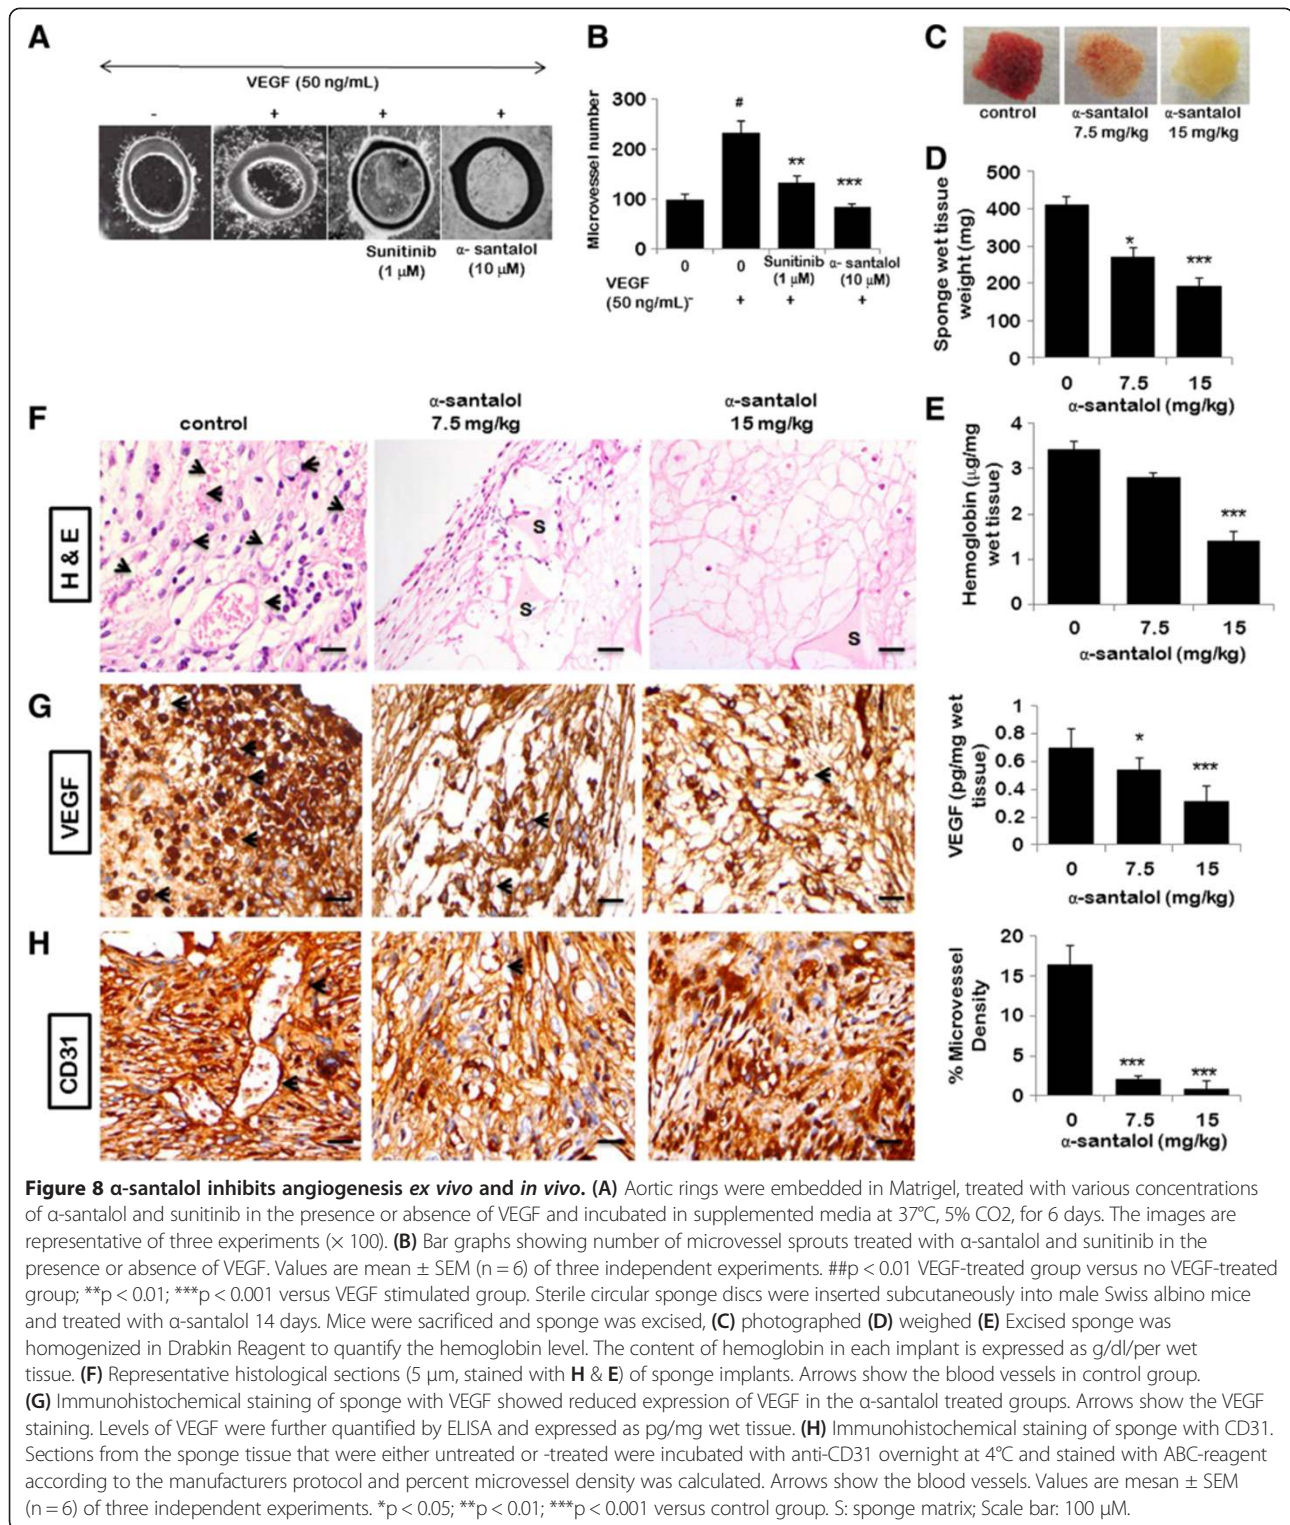 A
VEGF (50 ng/mL)
- + + +
Sunitinib (1 μM)
α- santalol (10 μM)
B
Microvessel number
300
200
100
0
#
**
***
0 0 Sunitinib (1 μM) α- santalol (10 μM)
VEGF (50 ng/mL) - + + +
C
control
α-santalol 7.5 mg/kg
α-santalol 15 mg/kg
D
Sponge wet tissue weight (mg)
500
400
300
200
100
0
*
***
0 7.5 15
α-santalol (mg/kg)
E
Hemoglobin (μg/mg wet tissue)
4
3
2
1
0
***
0 7.5 15
α-santalol (mg/kg)
F
control
α-santalol 7.5 mg/kg
α-santalol 15 mg/kg
H & E
S
S
S
G
VEGF
VEGF (pg/mg wet tissue)
1
0.8
0.6
0.4
0.2
0
*
***
0 7.5 15
α-santalol (mg/kg)
H
CD31
% Microvessel Density
20
15
10
5
0
***
***
0 7.5 15
α-santalol (mg/kg)
Figure 8 α-santalol inhibits angiogenesis ex vivo and in vivo. (A) Aortic rings were embedded in Matrigel, treated with various concentrations
of α-santalol and sunitinib in the presence or absence of VEGF and incubated in supplemented media at 37°C, 5% CO2, for 6 days. The images are
representative of three experiments (× 100). (B) Bar graphs showing number of microvessel sprouts treated with α-santalol and sunitinib in the
presence or absence of VEGF. Values are mean ± SEM (n = 6) of three independent experiments. ##p < 0.01 VEGF-treated group versus no VEGF-treated
group; **p < 0.01; ***p < 0.001 versus VEGF stimulated group. Sterile circular sponge discs were inserted subcutaneously into male Swiss albino mice
and treated with α-santalol 14 days. Mice were sacrificed and sponge was excised, (C) photographed (D) weighed (E) Excised sponge was
homogenized in Drabkin Reagent to quantify the hemoglobin level. The content of hemoglobin in each implant is expressed as g/dl/per wet
tissue. (F) Representative histological sections (5 μm, stained with H & E) of sponge implants. Arrows show the blood vessels in control group.
(G) Immunohistochemical staining of sponge with VEGF showed reduced expression of VEGF in the α-santalol treated groups. Arrows show the VEGF
staining. Levels of VEGF were further quantified by ELISA and expressed as pg/mg wet tissue. (H) Immunohistochemical staining of sponge with CD31.
Sections from the sponge tissue that were either untreated or -treated were incubated with anti-CD31 overnight at 4°C and stained with ABC-reagent
according to the manufacturers protocol and percent microvessel density was calculated. Arrows show the blood vessels. Values are mesan ± SEM
(n = 6) of three independent experiments. *p < 0.05; **p < 0.01; ***p < 0.001 versus control group. S: sponge matrix; Scale bar: 100 μM.